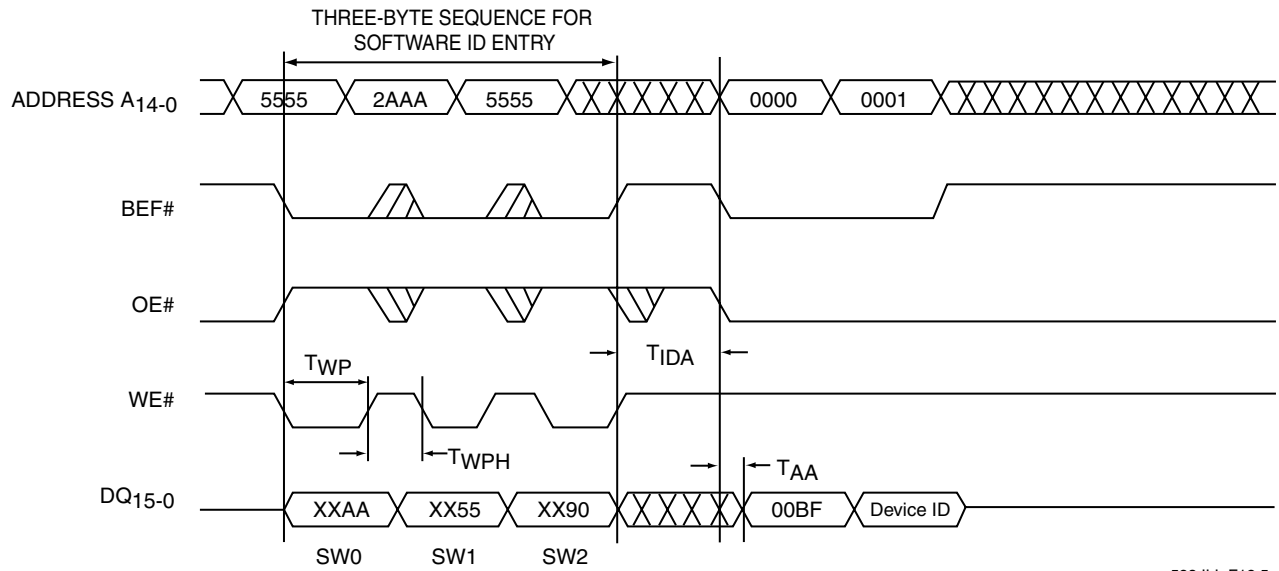 THREE-BYTE SEQUENCE FOR
SOFTWARE ID ENTRY
ADDRESS A14-0
5555
2AAA
5555
0000
0001
BEF#
OE#
TWP
TIDA
WE#
TWPH
TAA
DQ15-0
XXAA
XX55
XX90
00BF
Device ID
SW0
SW1
SW2